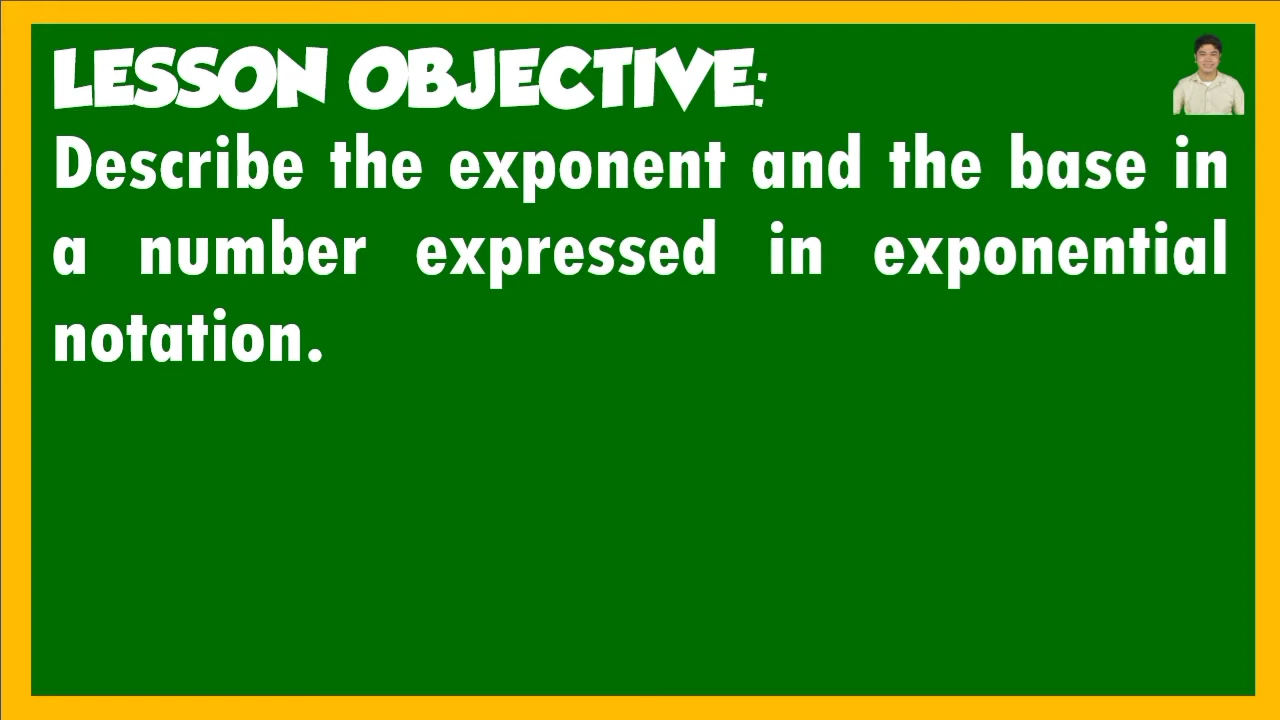 LESSON OBJECTIVE:
Describe the exponent and the base in
a number expressed in exponential
notation.